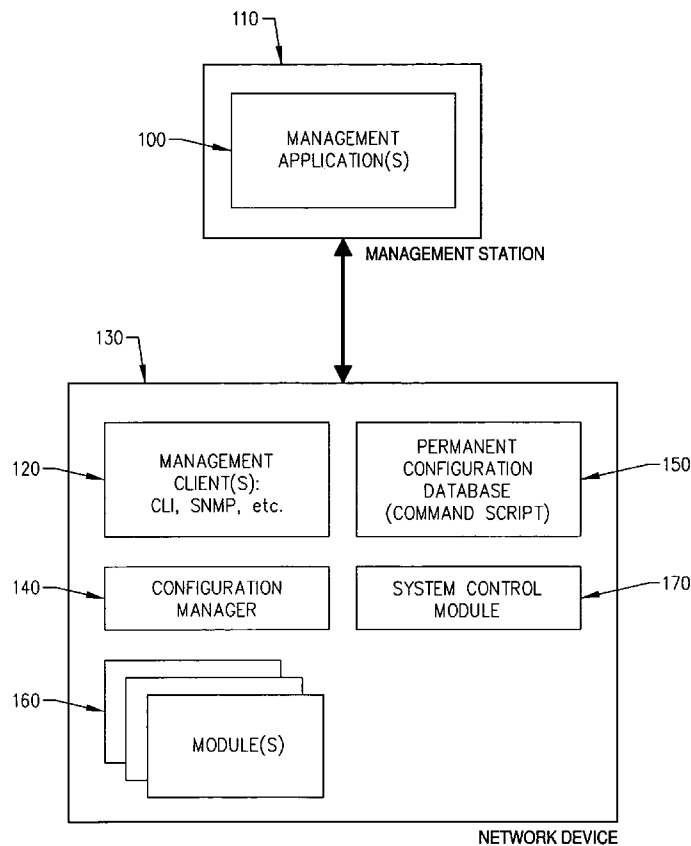 110
100
MANAGEMENT
APPLICATION(S)
MANAGEMENT STATION
130
120
MANAGEMENT
CLIENT(S):
CLI, SNMP, etc.
PERMANENT
CONFIGURATION
DATABASE
(COMMAND SCRIPT)
150
140
CONFIGURATION
MANAGER
SYSTEM CONTROL
MODULE
170
160
MODULE(S)
NETWORK DEVICE